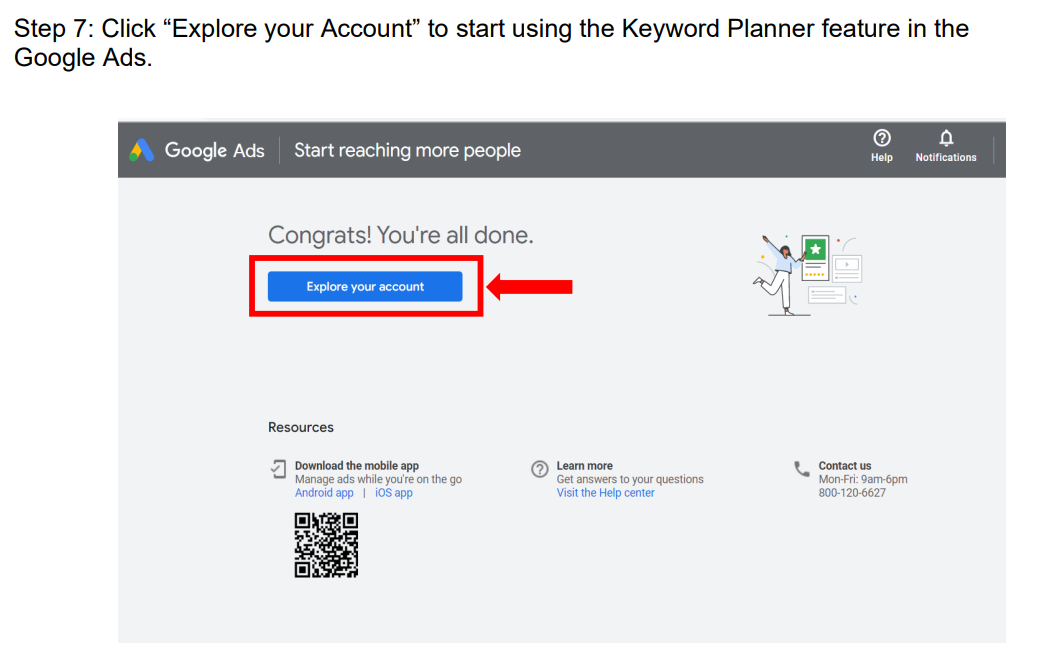 Step 7: Click “Explore your Account” to start using the Keyword Planner feature in the
Google Ads.
Google Ads
Start reaching more people
Help
Notifications
Congrats! You're all done.
Explore your account
Resources
Download the mobile app
Manage ads while you're on the go
Android app | iOS app
Learn more
Get answers to your questions
Visit the Help center
Contact us
Mon-Fri: 9am-6pm
800-120-6627